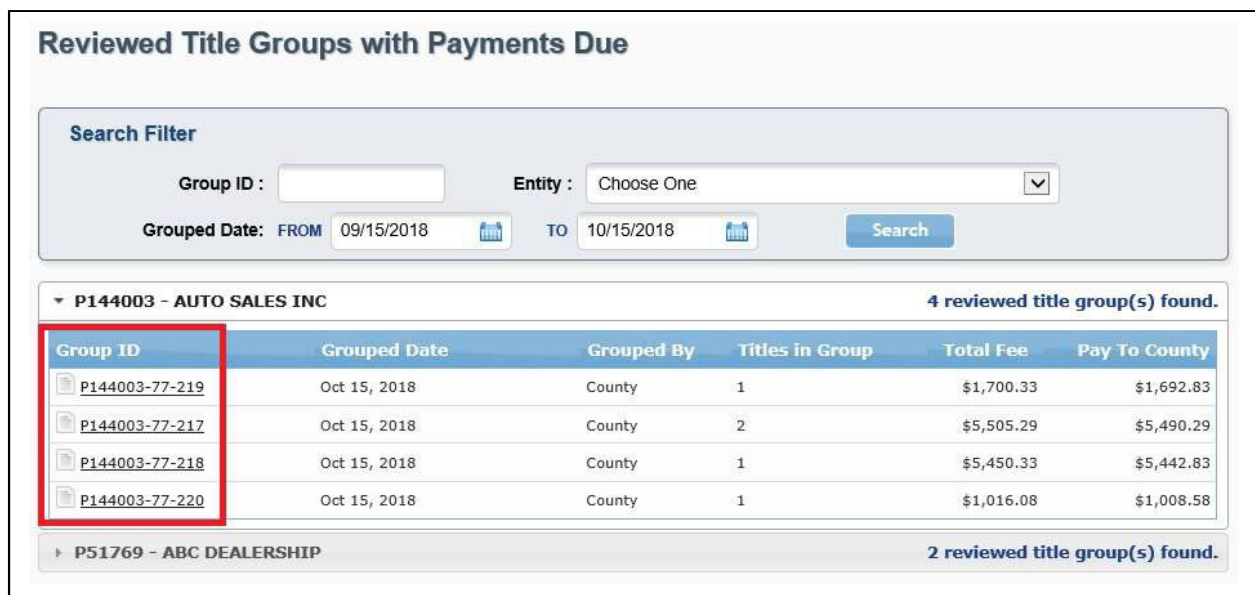 Reviewed Title Groups with Payments Due
Search Filter
Group ID : Entity : Choose One
Grouped Date: FROM 09/15/2018 TO 10/15/2018 Search
P144003 - AUTO SALES INC 4 reviewed title group(s) found.
Group ID Grouped Date Grouped By Titles in Group Total Fee Pay To County
P144003-77-219 Oct 15, 2018 County 1 $1,700.33 $1,692.83
P144003-77-217 Oct 15, 2018 County 2 $5,505.29 $5,490.29
P144003-77-218 Oct 15, 2018 County 1 $5,450.33 $5,442.83
P144003-77-220 Oct 15, 2018 County 1 $1,016.08 $1,008.58
P51769 - ABC DEALERSHIP 2 reviewed title group(s) found.